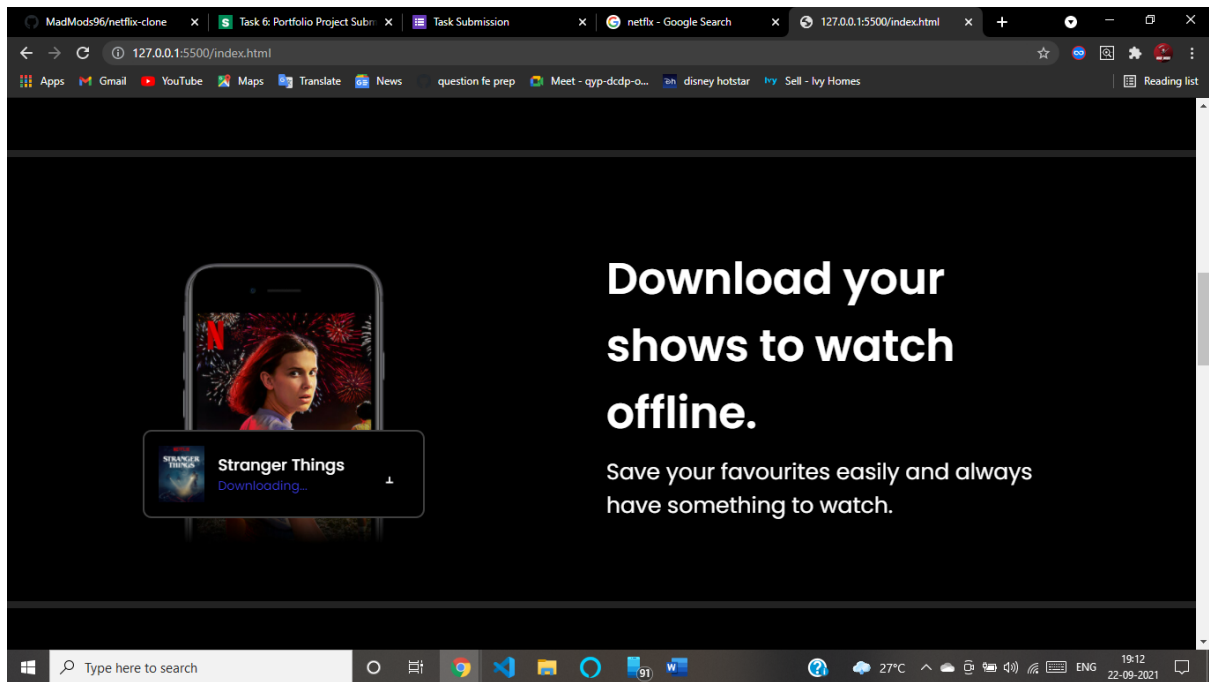 MadMods96/netflix-clone
Task 6: Portfolio Project Subm
Task Submission
netflx - Google Search
127.0.0.1:5500/index.html
127.0.0.1:5500/index.html
Apps
Gmail
YouTube
Maps
Translate
News
question fe prep
Meet - qyp-dcdp-o...
disney hotstar
Sell - Ivy Homes
Reading list
N
STRANGER
THINGS
Stranger Things
Downloading...
Download your
shows to watch
offline.
Save your favourites easily and always
have something to watch.
Type here to search
91
27°C
ENG
19:12
22-09-2021